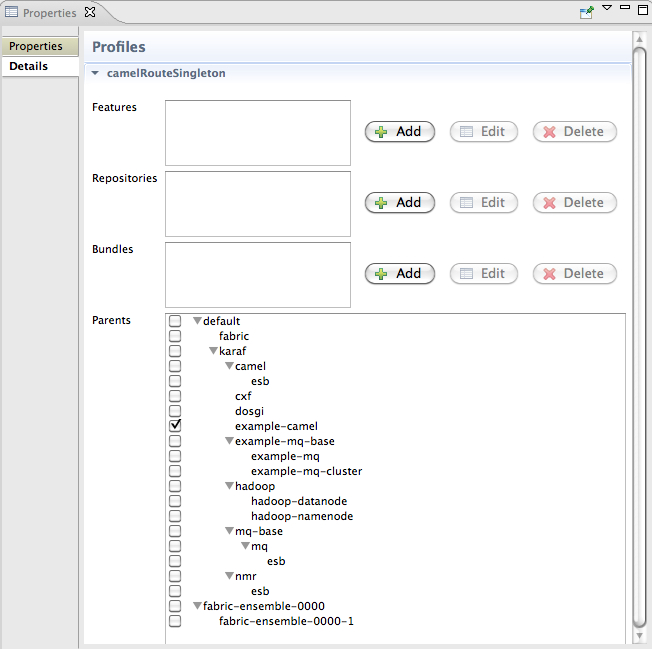 Properties
Properties
Details
Profiles
camelRouteSingleton
Features
Add Edit Delete
Repositories
Add Edit Delete
Bundles
Add Edit Delete
Parents
default
fabric
karaf
camel
esb
cxf
dosgi
example-camel
example-mq-base
example-mq
example-mq-cluster
hadoop
hadoop-datanode
hadoop-namenode
mq-base
mq
esb
nmr
esb
fabric-ensemble-0000
fabric-ensemble-0000-1